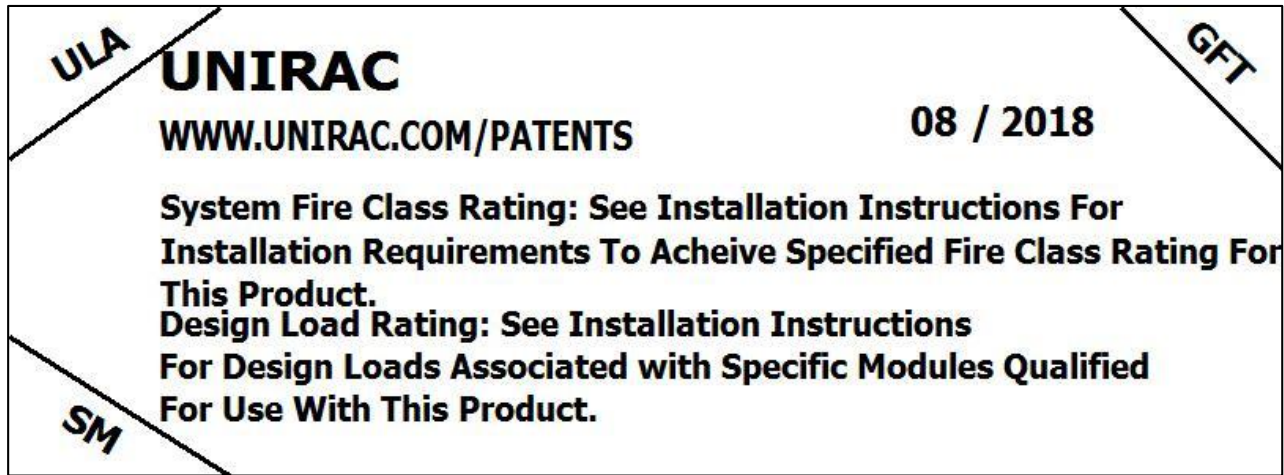 ULA
GFT
UNIRAC
WWW.UNIRAC.COM/PATENTS
08 / 2018
System Fire Class Rating: See Installation Instructions For
Installation Requirements To Acheive Specified Fire Class Rating For
This Product.
Design Load Rating: See Installation Instructions
For Design Loads Associated with Specific Modules Qualified
For Use With This Product.
SM